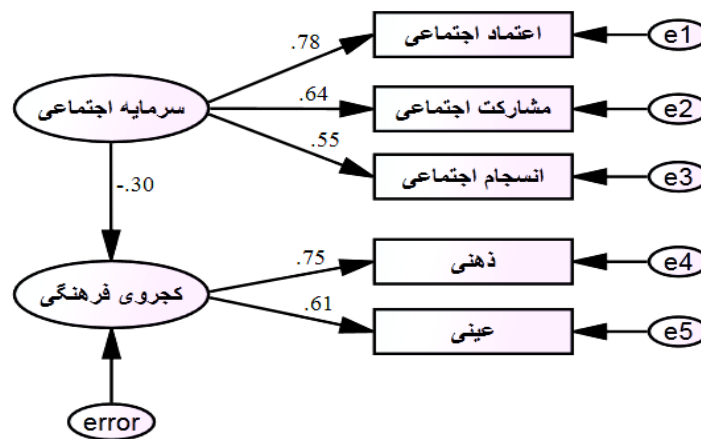 اعتماد اجتماعی
e1
.78
سرمایه اجتماعی
.64
مشارکت اجتماعی
e2
.55
انسجام اجتماعی
e3
-.30
کجروی فرهنگی
.75
ذهنی
e4
.61
عینی
e5
error